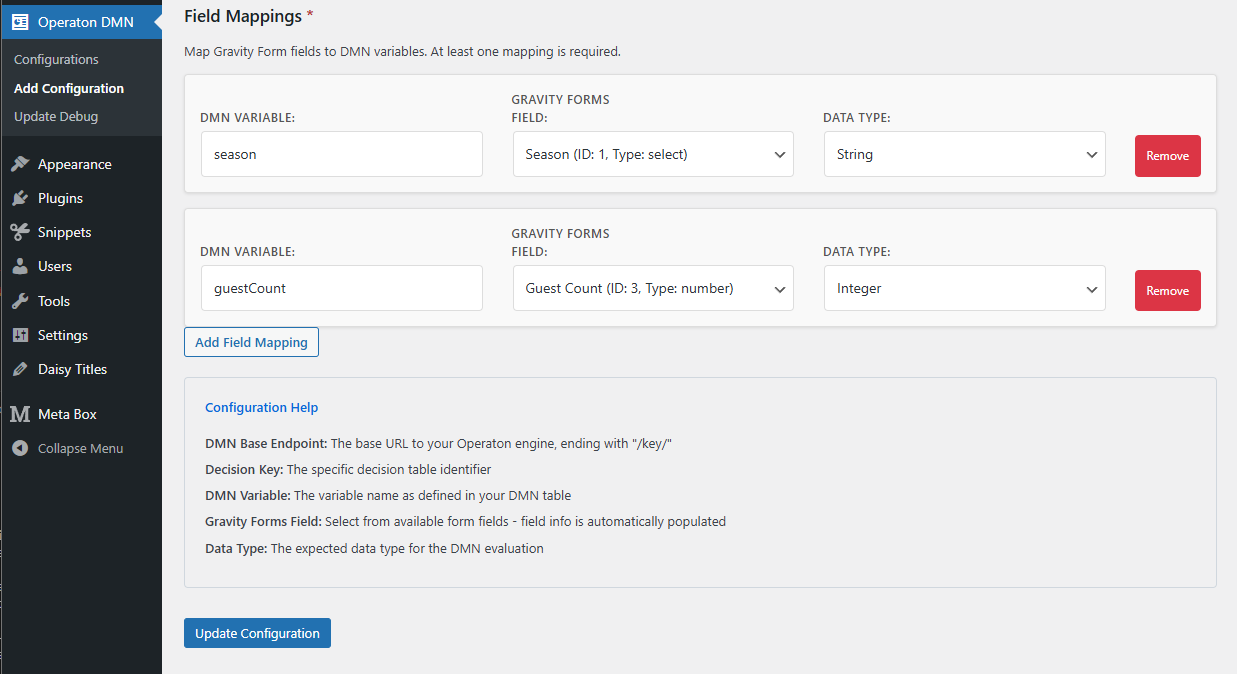 Operaton DMN
Configurations
Add Configuration
Update Debug
Appearance
Plugins
Snippets
Users
Tools
Settings
Daisy Titles
Meta Box
Collapse Menu
Field Mappings *
Map Gravity Form fields to DMN variables. At least one mapping is required.
DMN VARIABLE:
season
GRAVITY FORMS
FIELD:
Season (ID: 1, Type: select)
DATA TYPE:
String
Remove
DMN VARIABLE:
guestCount
GRAVITY FORMS
FIELD:
Guest Count (ID: 3, Type: number)
DATA TYPE:
Integer
Remove
Add Field Mapping
Configuration Help
DMN Base Endpoint: The base URL to your Operaton engine, ending with "/key/"
Decision Key: The specific decision table identifier
DMN Variable: The variable name as defined in your DMN table
Gravity Forms Field: Select from available form fields - field info is automatically populated
Data Type: The expected data type for the DMN evaluation
Update Configuration